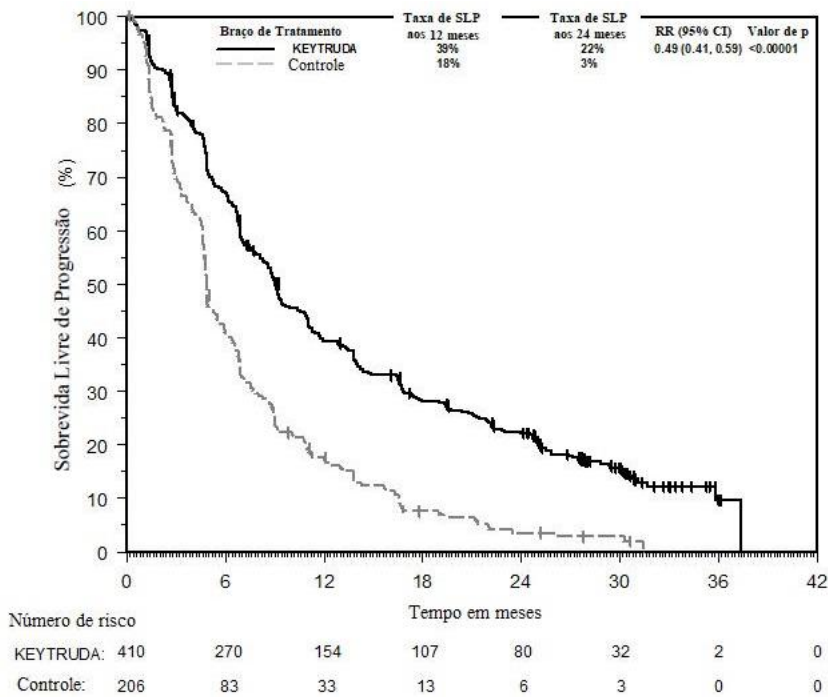 Braço de Tratamento Taxa de SLP aos 12 meses Taxa de SLP aos 24 meses RR (95% CI) Valor de p
KEYTRUDA 39% 22% 0.49 (0.41, 0.59) <0.00001
Controle 18% 3%
Sobrevida Livre de Progressão (%)
100
90
80
70
60
50
40
30
20
10
0
0 6 12 18 24 30 36 42
Tempo em meses
Número de risco
KEYTRUDA: 410 270 154 107 80 32 2 0
Controle: 206 83 33 13 6 3 0 0